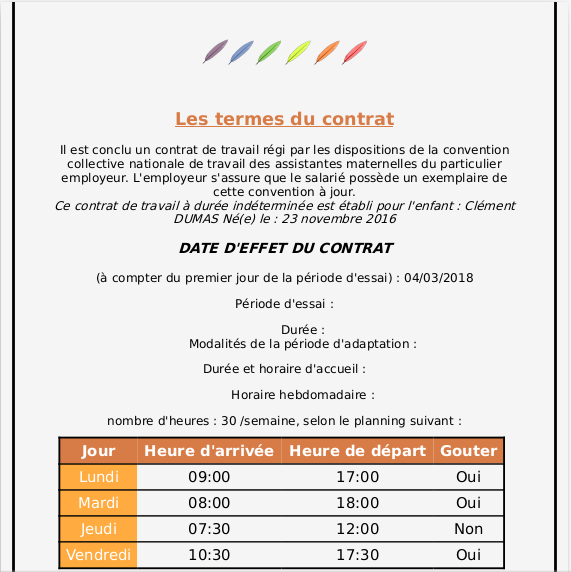 Les termes du contrat
Il est conclu un contrat de travail régi par les dispositions de la convention
collective nationale de travail des assistantes maternelles du particulier
employeur. L'employeur s'assure que le salarié possède un exemplaire de
cette convention à jour.
Ce contrat de travail à durée indéterminée est établi pour l'enfant : Clément
DUMAS Né(e) le : 23 novembre 2016
DATE D'EFFET DU CONTRAT
(à compter du premier jour de la période d'essai) : 04/03/2018
Période d'essai :
Durée :
Modalités de la période d'adaptation :
Durée et horaire d'accueil :
Horaire hebdomadaire :
nombre d'heures : 30 /semaine, selon le planning suivant :
Jour Heure d'arrivée Heure de départ Gouter
Lundi 09:00 17:00 Oui
Mardi 08:00 18:00 Oui
Jeudi 07:30 12:00 Non
Vendredi 10:30 17:30 Oui